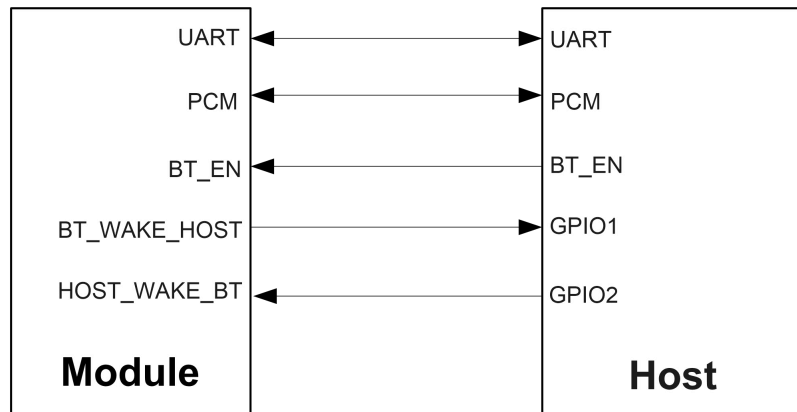 UART UART
PCM PCM
BT_EN BT_EN
BT_WAKE_HOST GPIO1
HOST_WAKE_BT GPIO2
Module Host